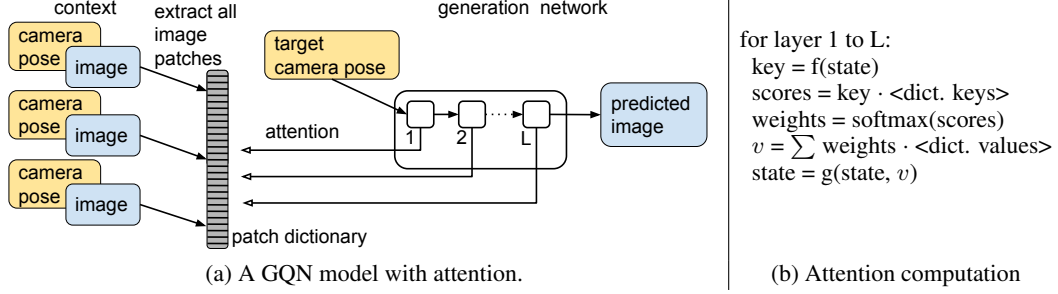 context
extract all
image
patches
generation network
camera
pose
image
camera
pose
image
camera
pose
image
target
camera pose
attention
1
2
L
predicted
image
patch dictionary
(a) A GQN model with attention.
for layer 1 to L:
key = f(state)
scores = key · <dict. keys>
weights = softmax(scores)
v = ∑ weights · <dict. values>
state = g(state, v)
(b) Attention computation